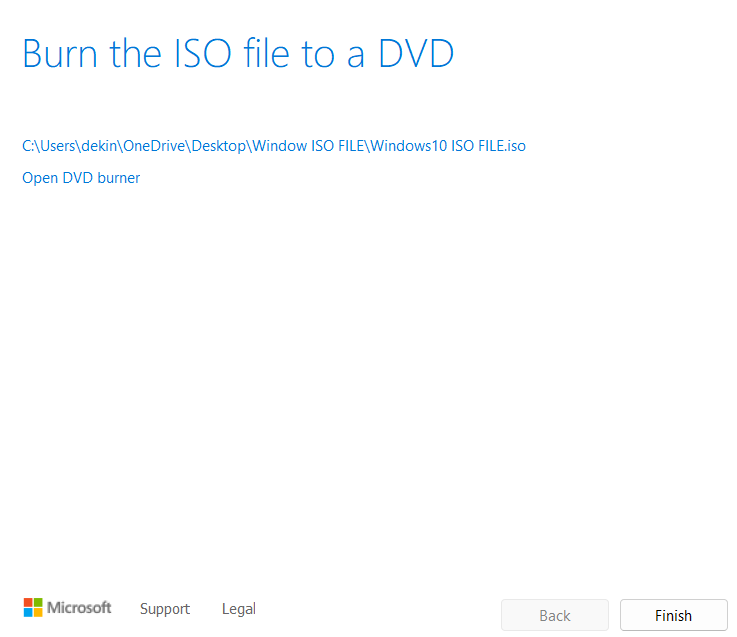 Burn the ISO file to a DVD
C:\Users\dekin\OneDrive\Desktop\Window ISO FILE\Windows10 ISO FILE.iso
Open DVD burner
Microsoft Support Legal Back Finish